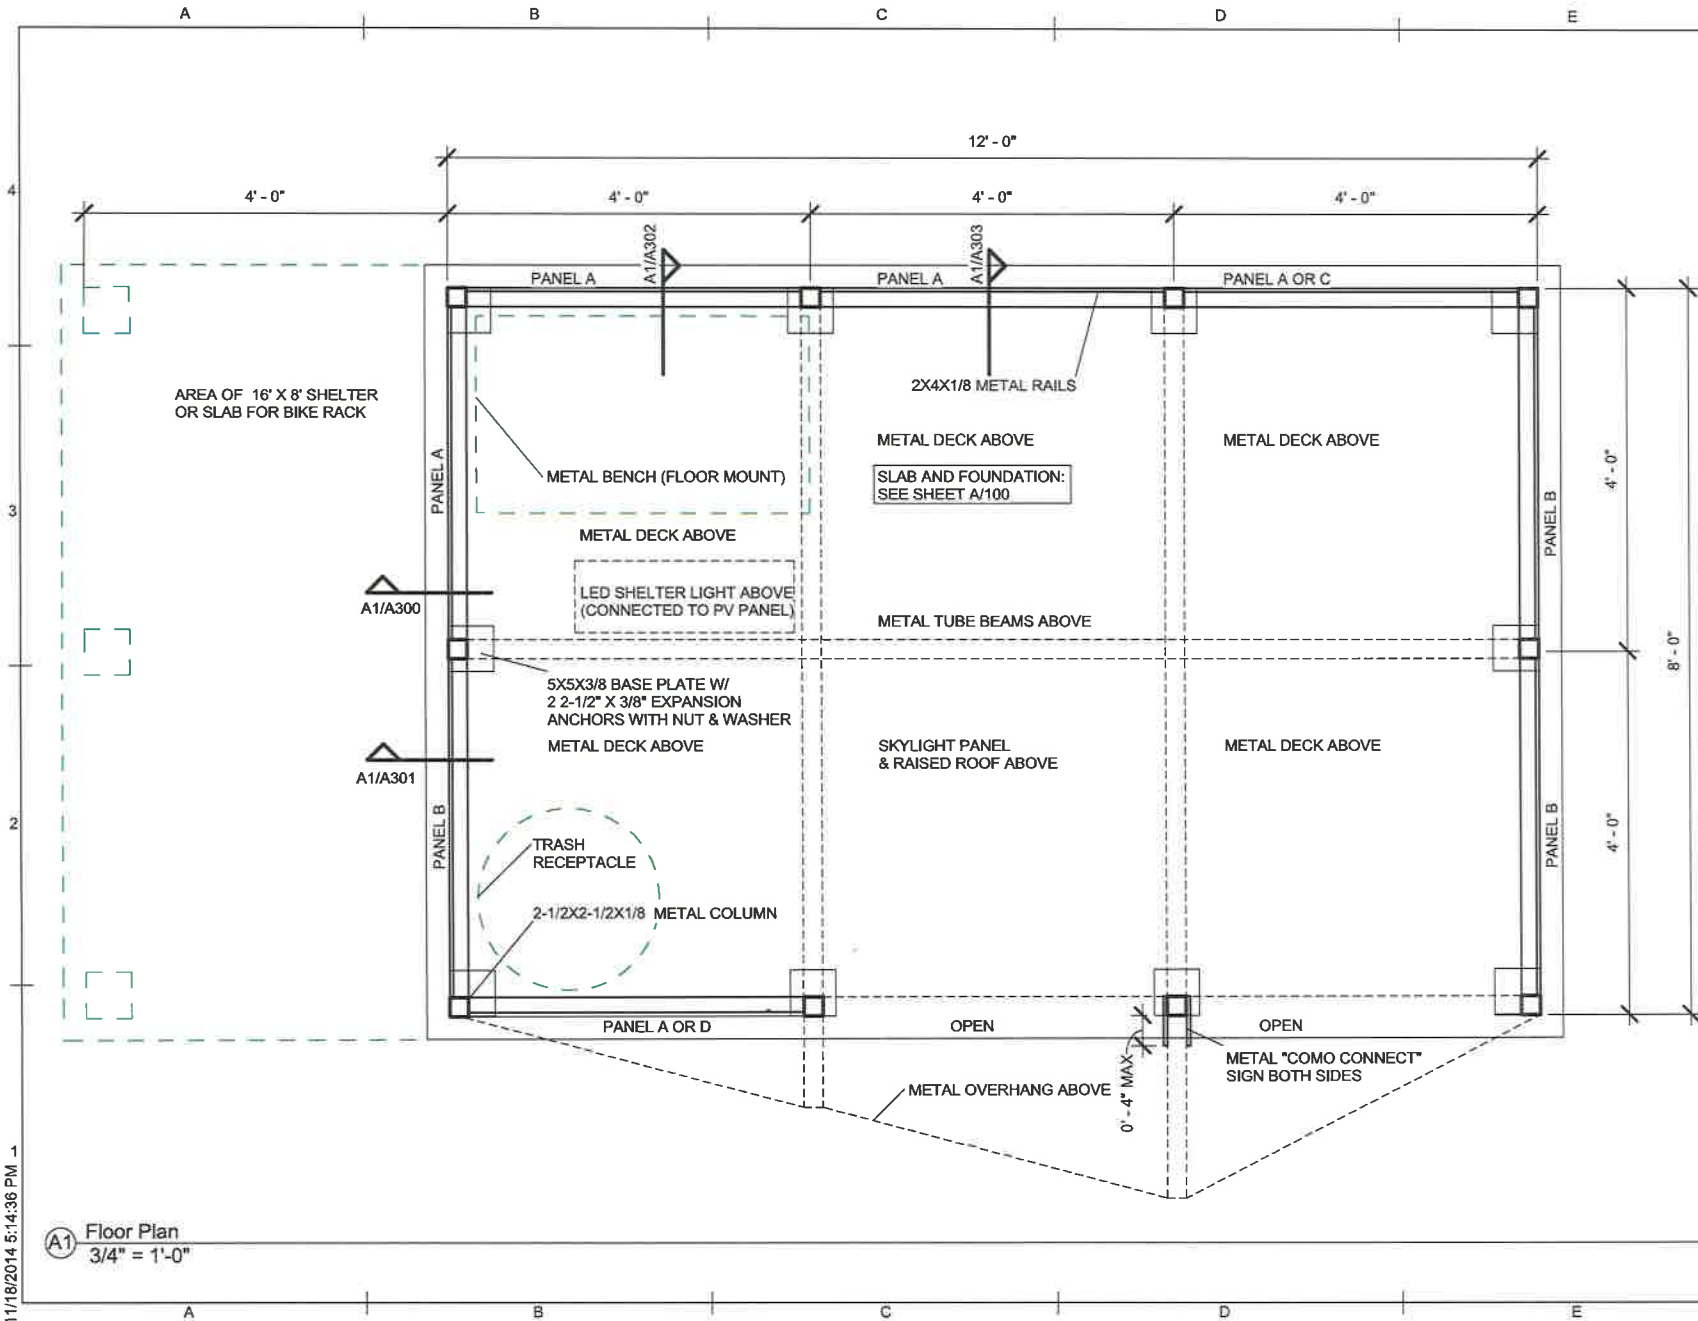 A B C D E
12' - 0"
4
4' - 0" 4' - 0" 4' - 0" 4' - 0"
A1/A302
A1/A303
PANEL A PANEL A PANEL A OR C
AREA OF 16' X 8' SHELTER
OR SLAB FOR BIKE RACK
2X4X1/8 METAL RAILS
METAL DECK ABOVE
METAL DECK ABOVE
PANEL A
METAL BENCH (FLOOR MOUNT)
SLAB AND FOUNDATION:
SEE SHEET A/100
4' - 0"
3
PANEL B
METAL DECK ABOVE
LED SHELTER LIGHT ABOVE
(CONNECTED TO PV PANEL)
A1/A300
METAL TUBE BEAMS ABOVE
8' - 0"
5X5X3/8 BASE PLATE W/
2 2-1/2" X 3/8" EXPANSION
ANCHORS WITH NUT & WASHER
METAL DECK ABOVE
SKYLIGHT PANEL
& RAISED ROOF ABOVE
METAL DECK ABOVE
A1/A301
2
PANEL B
TRASH
RECEPTACLE
PANEL B
4' - 0"
2-1/2X2-1/2X1/8 METAL COLUMN
PANEL A OR D
OPEN
OPEN
METAL "COMO CONNECT"
SIGN BOTH SIDES
METAL OVERHANG ABOVE
0' - 4" MAX
1
11/18/2014 5:14:36 PM
A1
Floor Plan
3/4" = 1'-0"
A B C D E